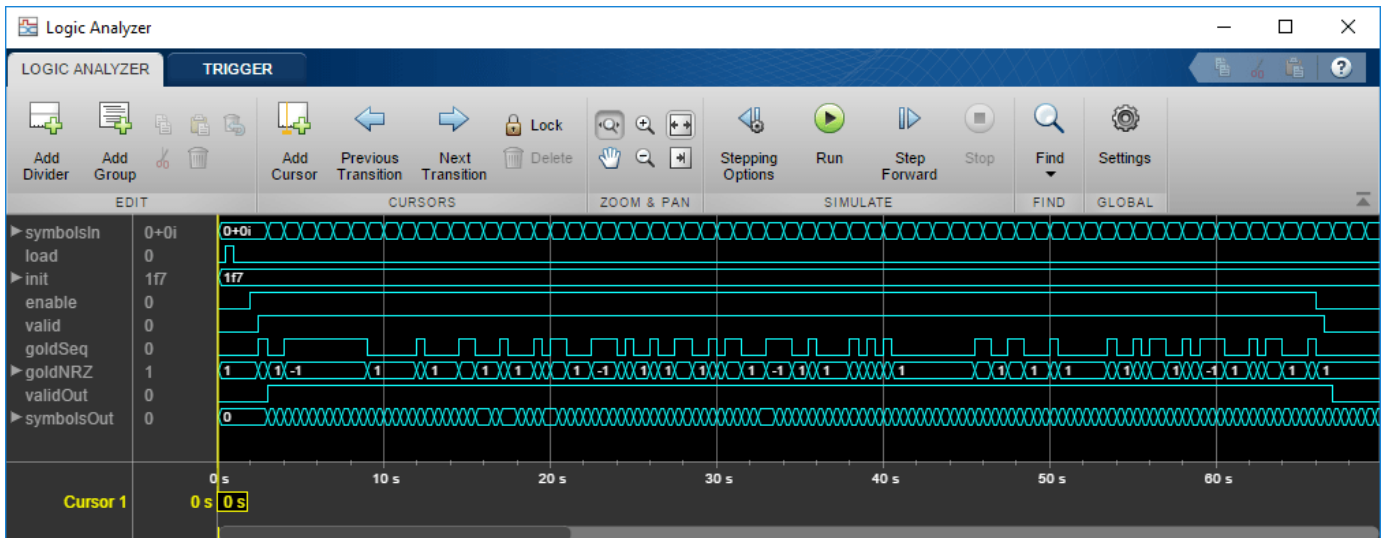 Logic Analyzer
LOGIC ANALYZER TRIGGER
Lock
Delete
Add Divider
Add Group
Add Cursor
Previous Transition
Next Transition
Stepping Options
Run
Step Forward
Stop
Find
Settings
EDIT CURSORS ZOOM & PAN SIMULATE FIND GLOBAL
symbolsIn 0+0i 0+0i
load 0
init 1f7 1f7
enable 0
valid 0
goldSeq 0
goldNRZ 1 1 1 -1 1 1 1 1 1 -1 1 1 1 1 -1 1 1 1 1 1 1 1 1 -1 1 1 1
validOut 0
symbolsOut 0 0
0 s 10 s 20 s 30 s 40 s 50 s 60 s
Cursor 1 0 s 0 s